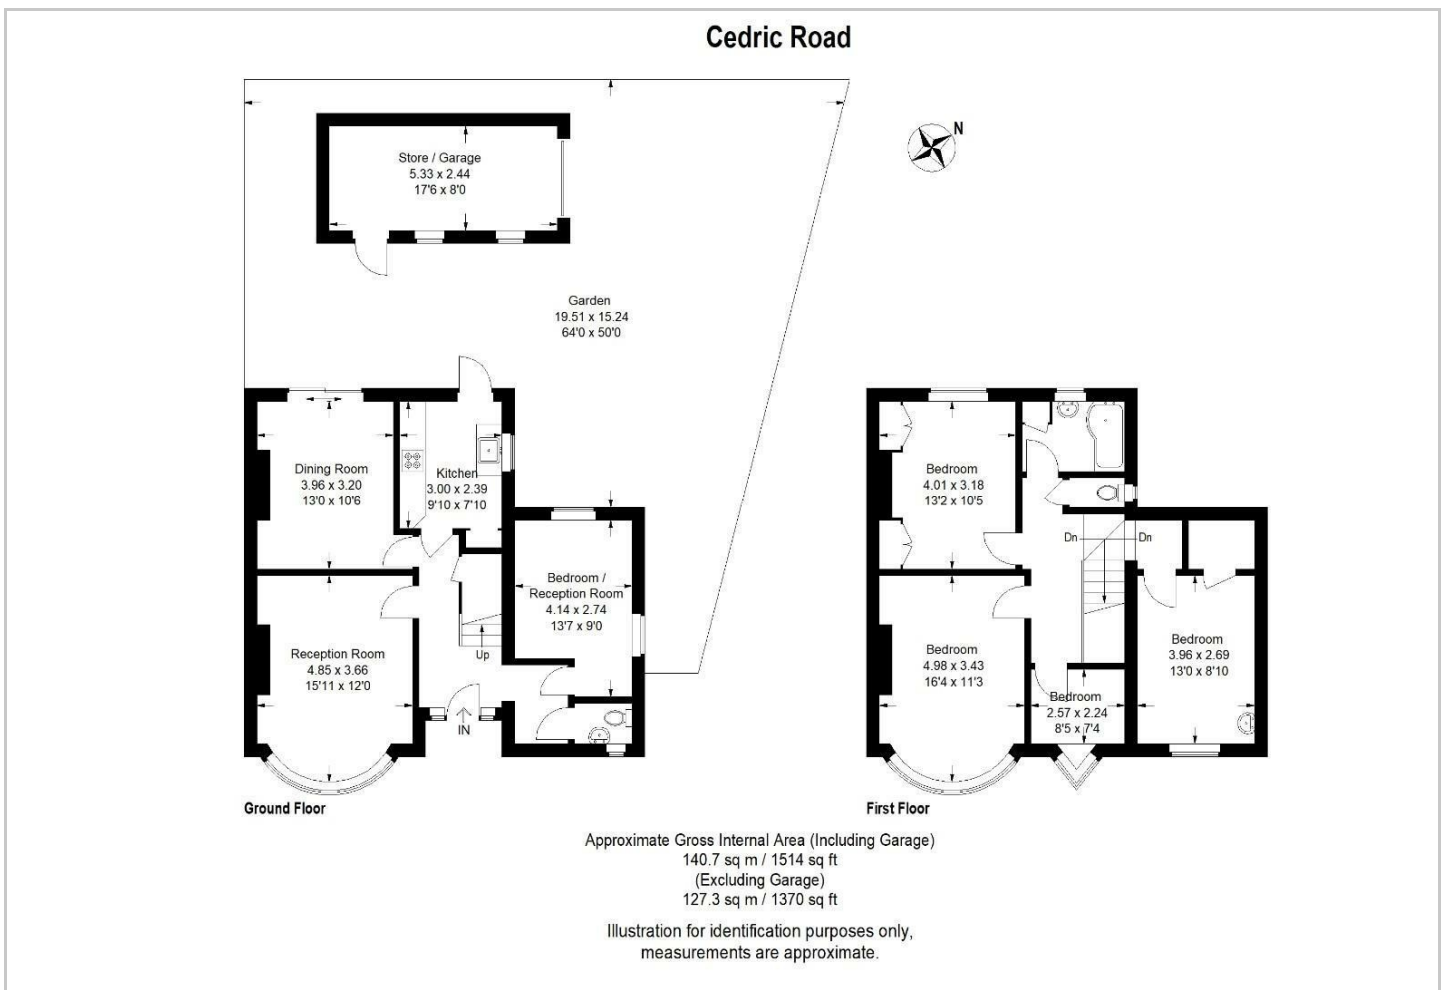 Cedric Road
N
Store / Garage
5.33 x 2.44
17'6 x 8'0
Garden
19.51 x 15.24
64'0 x 50'0
Dining Room
3.96 x 3.20
13'0 x 10'6
Kitchen
3.00 x 2.39
9'10 x 7'10
Bedroom /
Reception Room
4.14 x 2.74
13'7 x 9'0
Reception Room
4.85 x 3.66
15'11 x 12'0
Up
IN
Ground Floor
Bedroom
4.01 x 3.18
13'2 x 10'5
Dn
Dn
Bedroom
4.98 x 3.43
16'4 x 11'3
Bedroom
3.96 x 2.69
13'0 x 8'10
Bedroom
2.57 x 2.24
8'5 x 7'4
First Floor
Approximate Gross Internal Area (Including Garage)
140.7 sq m / 1514 sq ft
(Excluding Garage)
127.3 sq m / 1370 sq ft
Illustration for identification purposes only,
measurements are approximate.